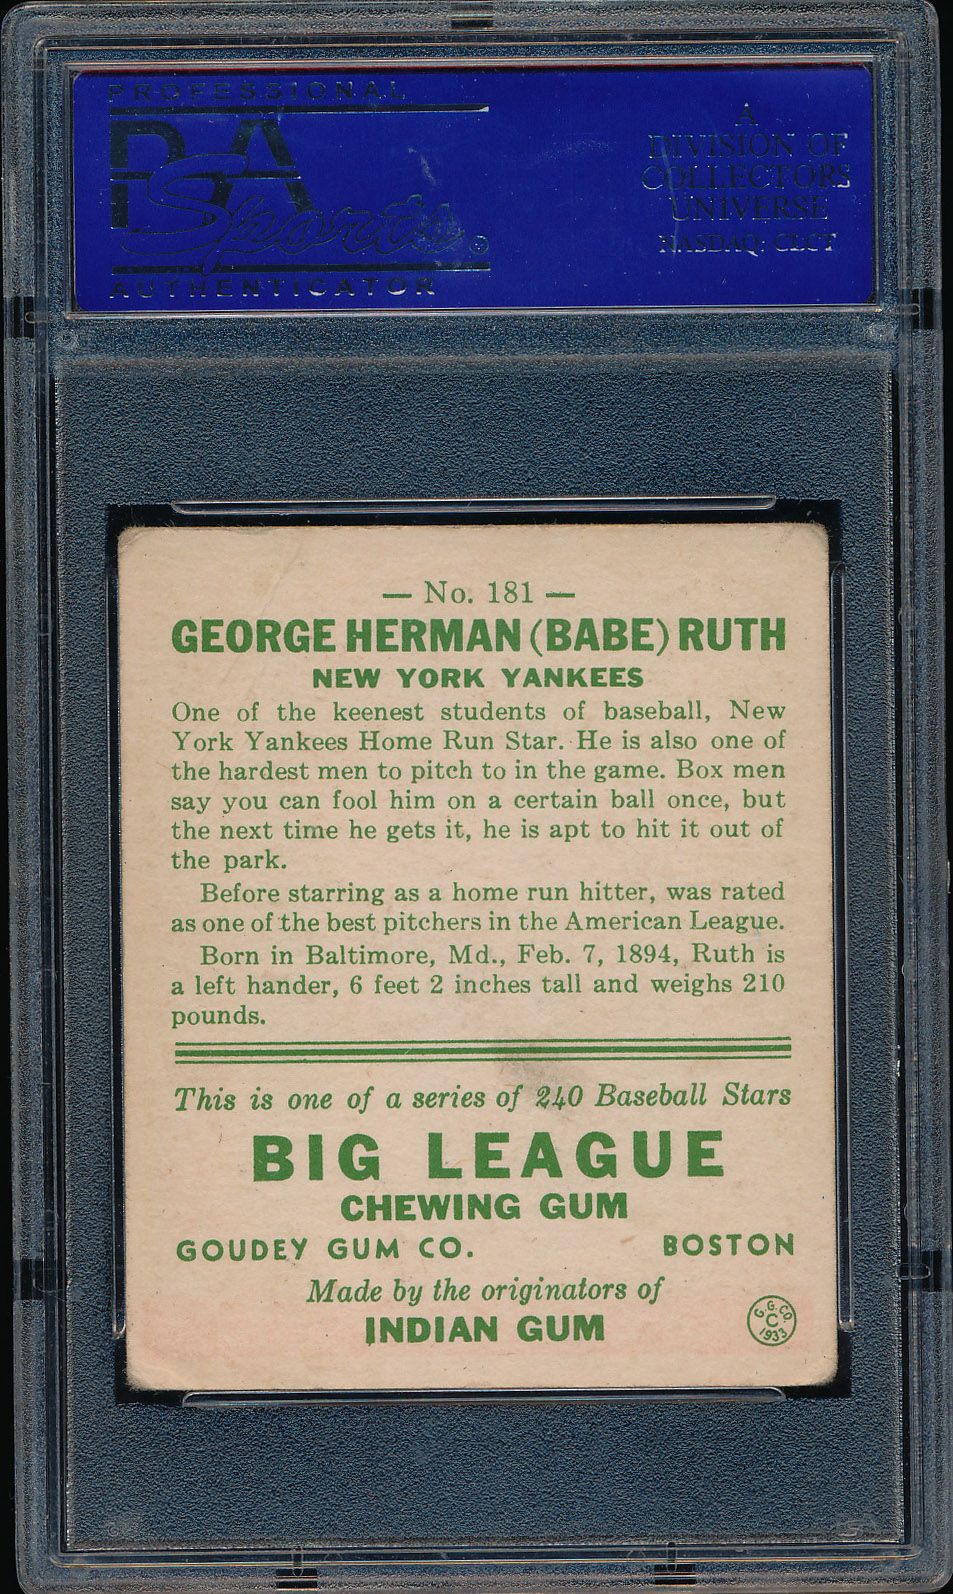 PROFESSIONAL
PSA
Sports
AUTHENTICATOR
A
DIVISION OF
COLLECTORS
UNIVERSE
NASDAQ: CLCT
— No. 181 —
GEORGE HERMAN (BABE) RUTH
NEW YORK YANKEES
One of the keenest students of baseball, New
York Yankees Home Run Star. He is also one of
the hardest men to pitch to in the game. Box men
say you can fool him on a certain ball once, but
the next time he gets it, he is apt to hit it out of
the park.
Before starring as a home run hitter, was rated
as one of the best pitchers in the American League.
Born in Baltimore, Md., Feb. 7, 1894, Ruth is
a left hander, 6 feet 2 inches tall and weighs 210
pounds.
This is one of a series of 240 Baseball Stars
BIG LEAGUE
CHEWING GUM
GOUDEY GUM CO. BOSTON
Made by the originators of
INDIAN GUM
G. G. CO.
C
1933